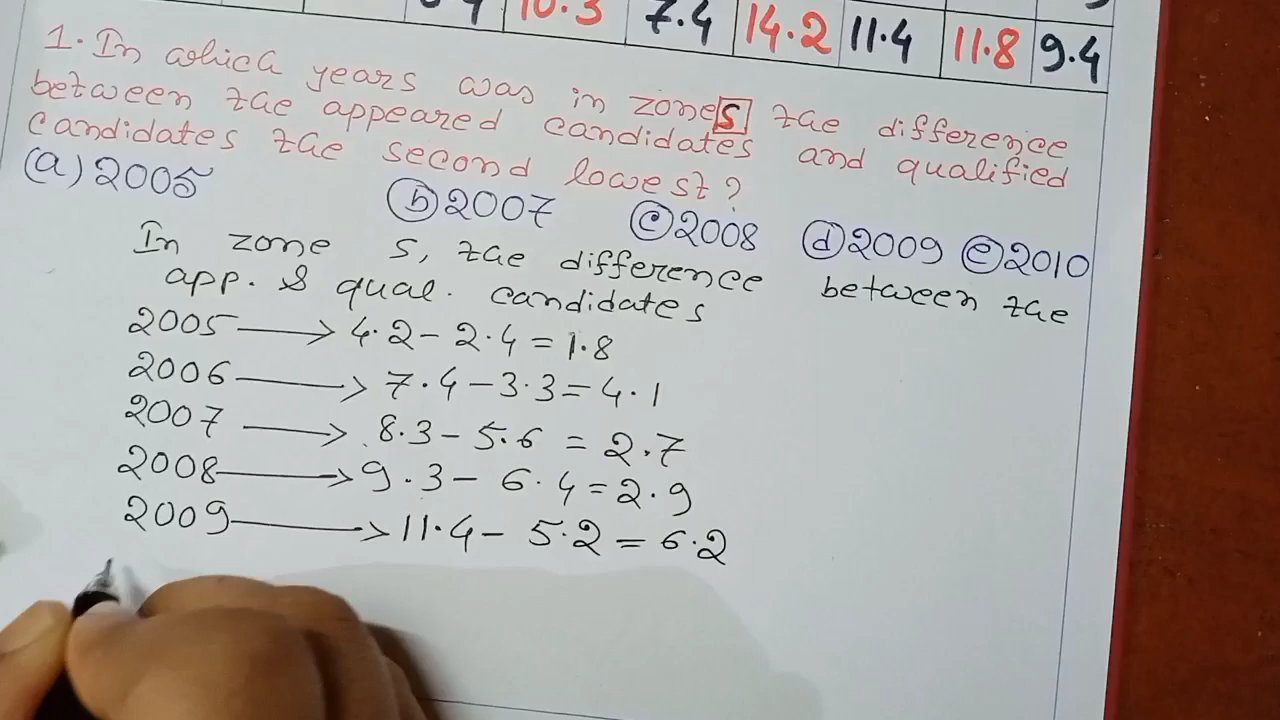 10.3 7.4 14.2 11.4 11.8 9.4
1. In which years was in zone S the difference
between the appeared candidates and qualified
candidates the second lowest?
(a) 2005 (b) 2007 (c) 2008 (d) 2009 (e) 2010
In zone S, the difference between the
app. & qual. candidates
2005 → 4.2 - 2.4 = 1.8
2006 → 7.4 - 3.3 = 4.1
2007 → 8.3 - 5.6 = 2.7
2008 → 9.3 - 6.4 = 2.9
2009 → 11.4 - 5.2 = 6.2